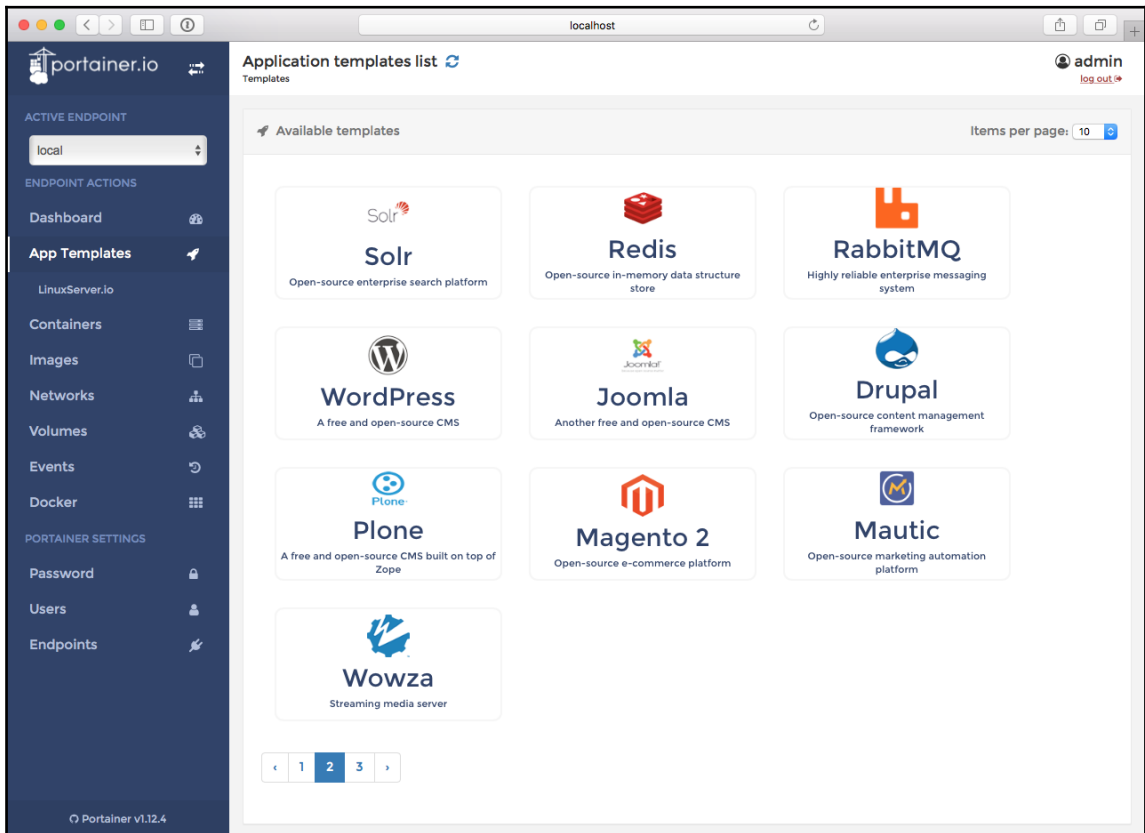 localhost
portainer.io
Application templates list
admin
Templates
log out
ACTIVE ENDPOINT
local
ENDPOINT ACTIONS
Dashboard
App Templates
LinuxServer.io
Containers
Images
Networks
Volumes
Events
Docker
PORTAINER SETTINGS
Password
Users
Endpoints
Portainer v1.12.4
Available templates
Items per page: 10
Solr
Solr
Open-source enterprise search platform
Redis
Open-source in-memory data structure
store
RabbitMQ
Highly reliable enterprise messaging
system
WordPress
A free and open-source CMS
Joomla!
Joomla
Another free and open-source CMS
Drupal
Open-source content management
framework
Plone
Plone
A free and open-source CMS built on top of
Zope
Magento 2
Open-source e-commerce platform
Mautic
Open-source marketing automation
platform
Wowza
Streaming media server
‹ 1 2 3 ›